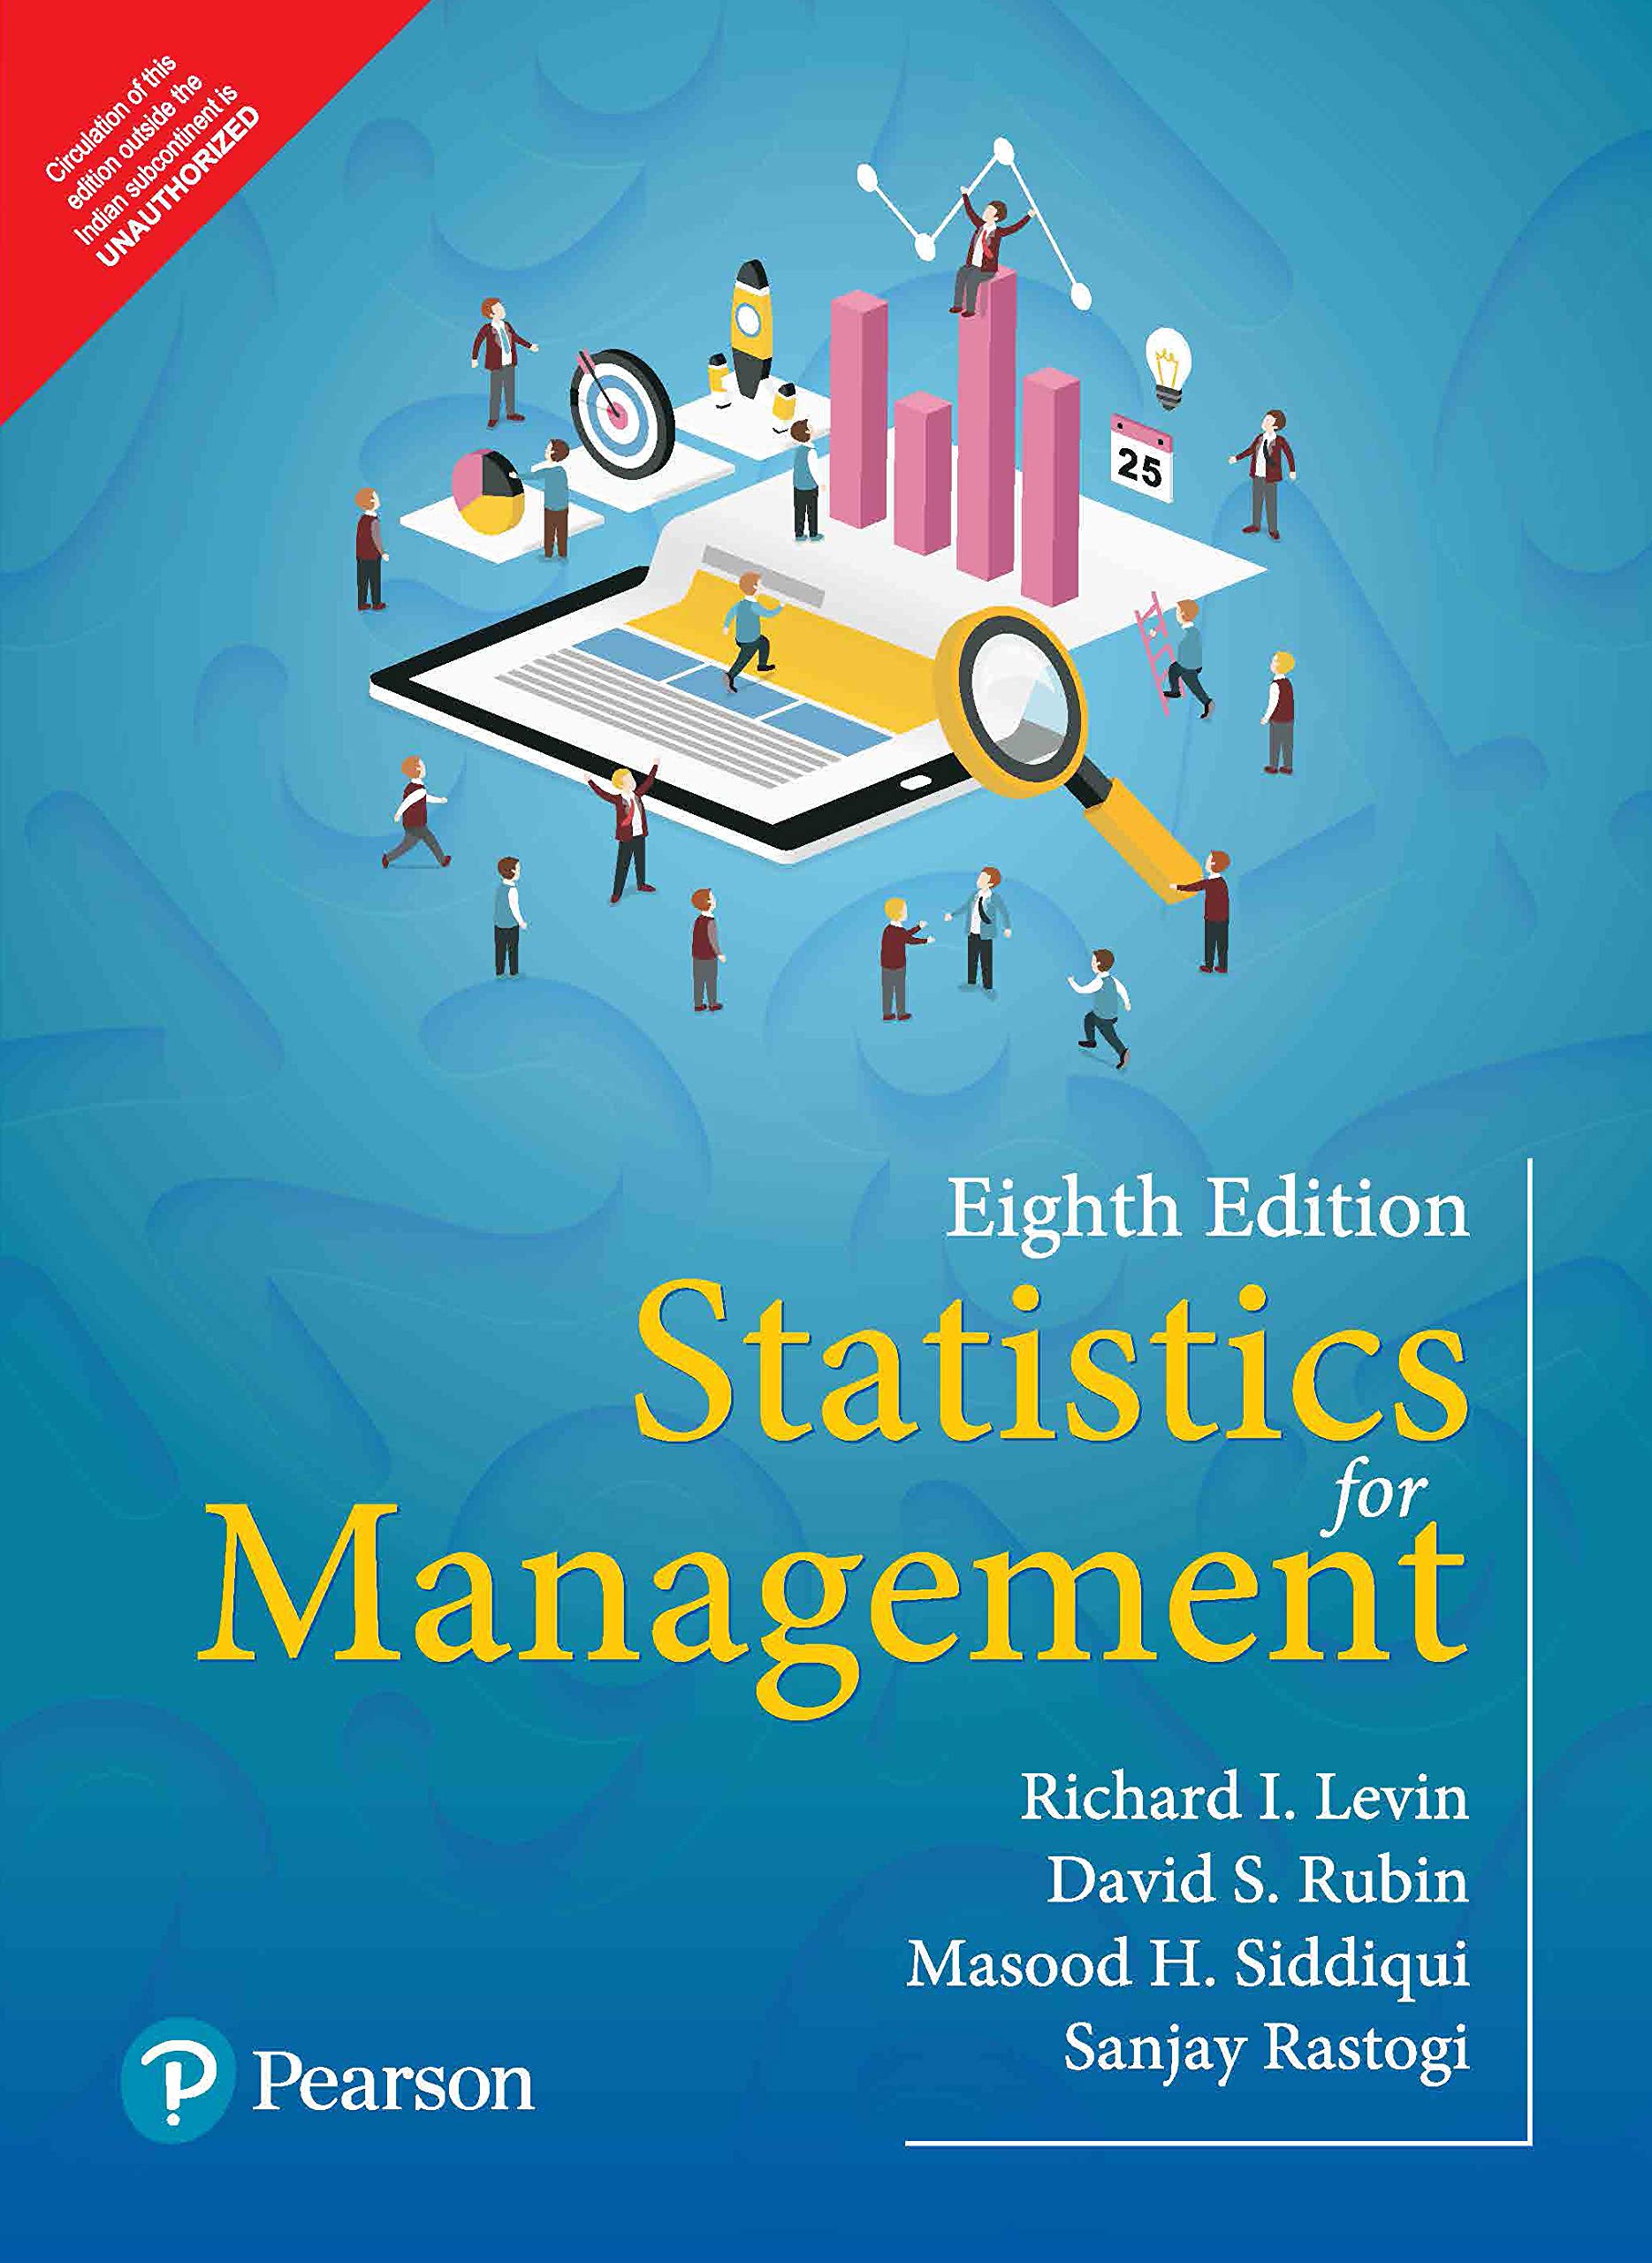 Circulation of this
edition outside the
Indian subcontinent is
UNAUTHORIZED
25
Eighth Edition
Statistics
for
Management
Richard I. Levin
David S. Rubin
Masood H. Siddiqui
Sanjay Rastogi
Pearson